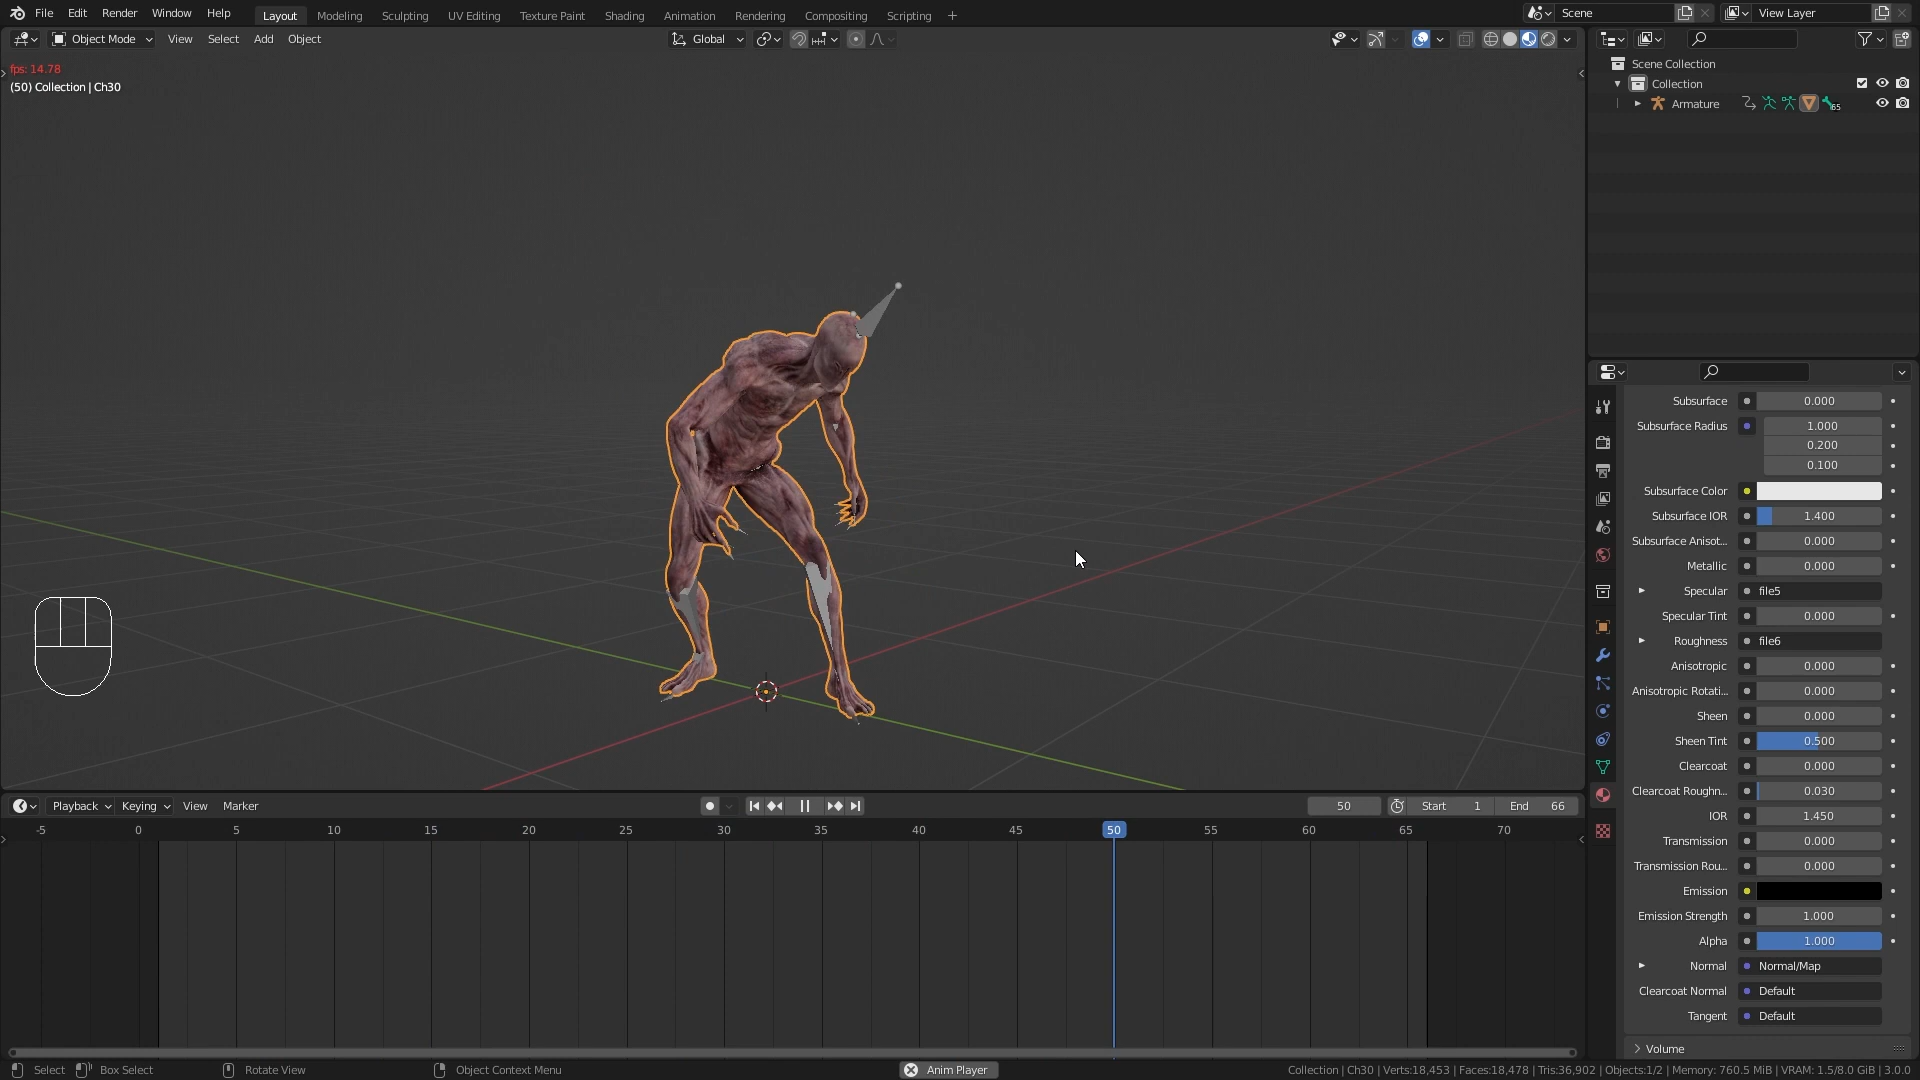 File Edit Render Window Help Layout Modeling Sculpting UV Editing Texture Paint Shading Animation Rendering Compositing Scripting + Scene View Layer
Object Mode View Select Add Object Global
fps: 14.78
(50) Collection | Ch30
Scene Collection
Collection
Armature 65
Subsurface 0.000
Subsurface Radius 1.000
0.200
0.100
Subsurface Color
Subsurface IOR 1.400
Subsurface Anisot... 0.000
Metallic 0.000
Specular file5
Specular Tint 0.000
Roughness file6
Anisotropic 0.000
Anisotropic Rotati... 0.000
Sheen 0.000
Sheen Tint 0.500
Clearcoat 0.000
Clearcoat Roughn... 0.030
IOR 1.450
Transmission 0.000
Transmission Rou... 0.000
Emission
Emission Strength 1.000
Alpha 1.000
Normal Normal/Map
Clearcoat Normal Default
Tangent Default
Volume
Playback Keying View Marker 50 Start 1 End 66
-5 0 5 10 15 20 25 30 35 40 45 50 55 60 65 70
Select Box Select Rotate View Object Context Menu Anim Player Collection | Ch30 | Verts:18,453 | Faces:18,478 | Tris:36,902 | Objects:1/2 | Memory: 760.5 MiB | VRAM: 1.5/8.0 GiB | 3.0.0